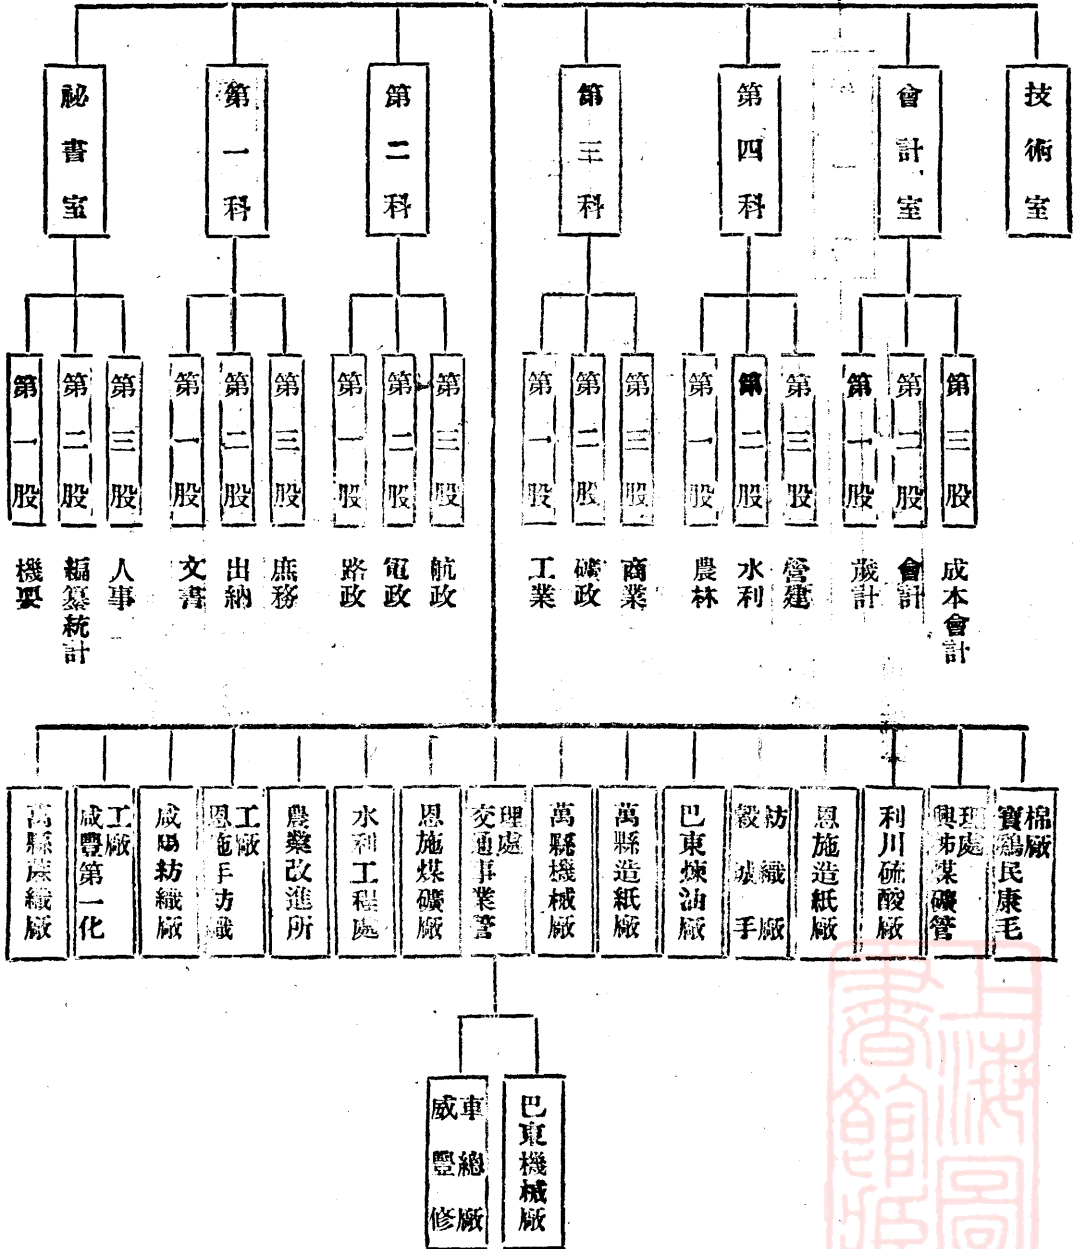 祕書室
第一科
第二科
第三科
第四科
會計室
技術室
第一股
第二股
第三股
第一股
第二股
第三股
第一股
第二股
第三股
第一股
第二股
第三股
第一股
第二股
第三股
第一股
第二股
第三股
機要
編纂統計
人事
文書
出納
庶務
路政
電政
航政
工業
礦政
商業
農林
水利
營建
歲計
會計
成本會計
萬縣蔴織廠
咸豐第一化
工廠
咸陽紡織廠
恩施手紡織
工廠
農業改進所
水利工程處
恩施煤礦廠
交通事業管
理處
萬縣機械廠
萬縣造紙廠
巴東煉油廠
穀城手
紡織廠
恩施造紙廠
利川硫酸廠
興姊煤礦管
理處
寶鷄民康毛
棉廠
咸豐修
車總廠
巴東機械廠
上海圖
書館藏